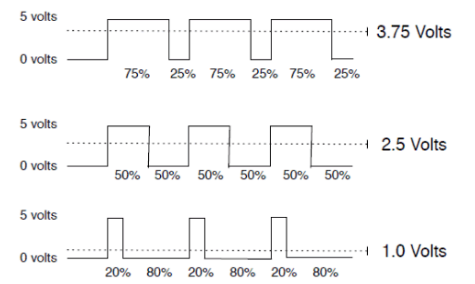 5 volts
3.75 Volts
0 volts
75% 25% 75% 25% 75% 25%
5 volts
2.5 Volts
0 volts
50% 50% 50% 50% 50% 50%
5 volts
1.0 Volts
0 volts
20% 80% 20% 80% 20% 80%